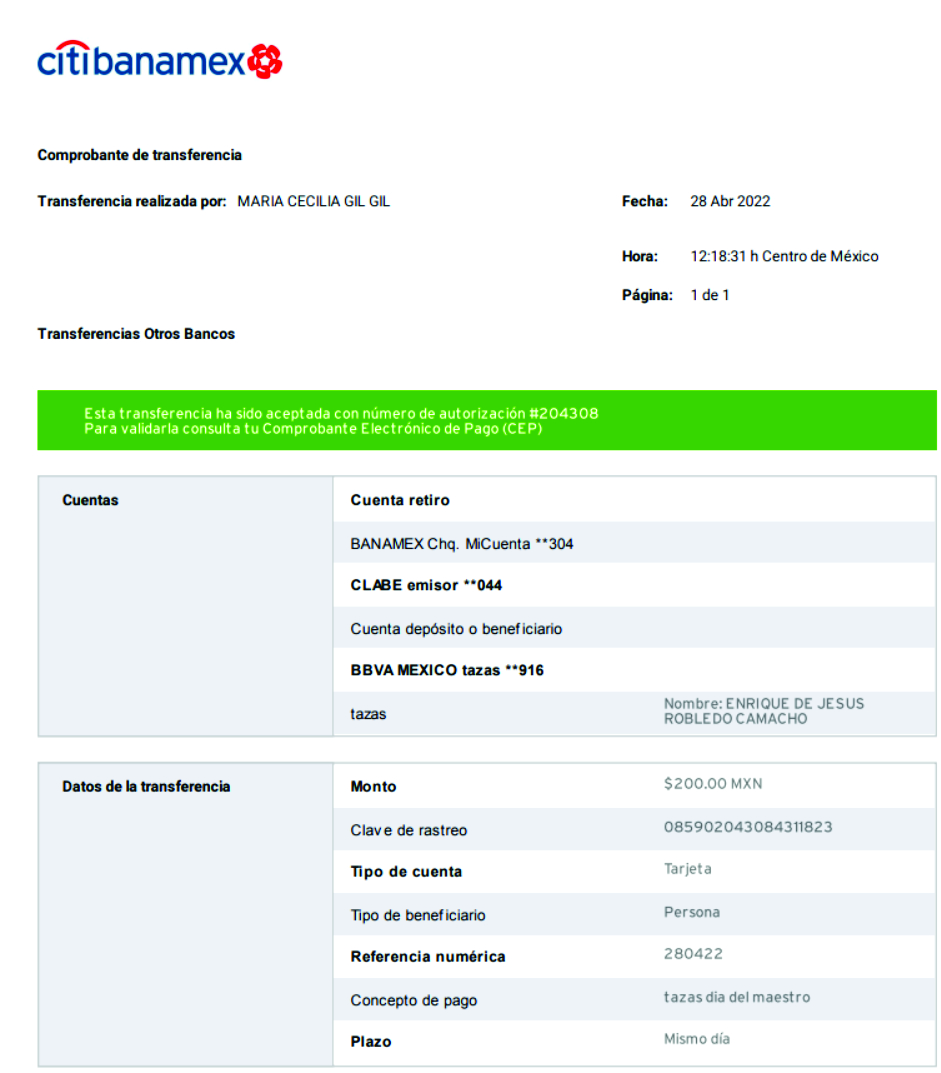 citibanamex
Comprobante de transferencia
Transferencia realizada por: MARIA CECILIA GIL GIL
Fecha: 28 Abr 2022
Hora: 12:18:31 h Centro de México
Página: 1 de 1
Transferencias Otros Bancos
Esta transferencia ha sido aceptada con número de autorización #204308
Para validarla consulta tu Comprobante Electrónico de Pago (CEP)
Cuentas
Cuenta retiro
BANAMEX Chq. MiCuenta **304
CLABE emisor **044
Cuenta depósito o beneficiario
BBVA MEXICO tazas **916
tazas
Nombre: ENRIQUE DE JESUS
ROBLEDO CAMACHO
Datos de la transferencia
Monto $200.00 MXN
Clave de rastreo 085902043084311823
Tipo de cuenta Tarjeta
Tipo de beneficiario Persona
Referencia numérica 280422
Concepto de pago tazas dia del maestro
Plazo Mismo día